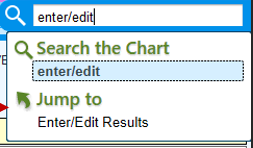 enter/edit
Search the Chart
enter/edit
Jump to
Enter/Edit Results